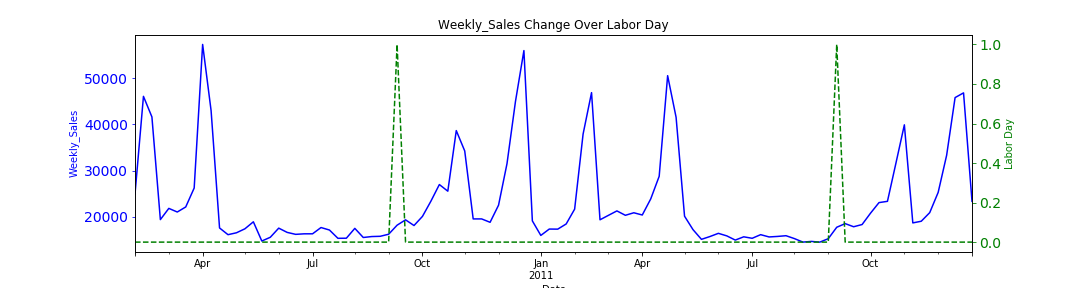 Weekly_Sales Change Over Labor Day
50000
40000
30000
20000
Weekly_Sales
1.0
0.8
0.6
0.4
0.2
0.0
Labor Day
Apr Jul Oct Jan Apr Jul Oct
2011
Date